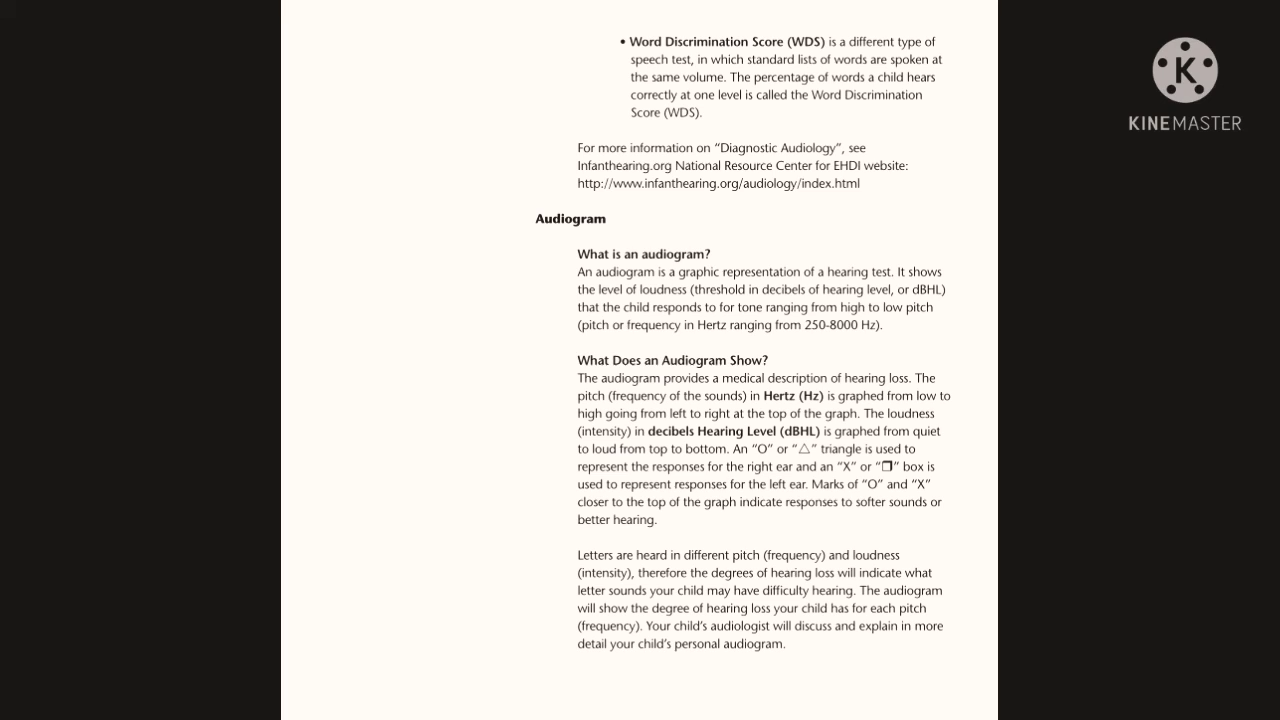 • Word Discrimination Score (WDS) is a different type of
speech test, in which standard lists of words are spoken at
the same volume. The percentage of words a child hears
correctly at one level is called the Word Discrimination
Score (WDS).
For more information on “Diagnostic Audiology”, see
Infanthearing.org National Resource Center for EHDI website:
http://www.infanthearing.org/audiology/index.html
Audiogram
What is an audiogram?
An audiogram is a graphic representation of a hearing test. It shows
the level of loudness (threshold in decibels of hearing level, or dBHL)
that the child responds to for tone ranging from high to low pitch
(pitch or frequency in Hertz ranging from 250-8000 Hz).
What Does an Audiogram Show?
The audiogram provides a medical description of hearing loss. The
pitch (frequency of the sounds) in Hertz (Hz) is graphed from low to
high going from left to right at the top of the graph. The loudness
(intensity) in decibels Hearing Level (dBHL) is graphed from quiet
to loud from top to bottom. An “O” or “△” triangle is used to
represent the responses for the right ear and an “X” or “❒” box is
used to represent responses for the left ear. Marks of “O” and “X”
closer to the top of the graph indicate responses to softer sounds or
better hearing.
Letters are heard in different pitch (frequency) and loudness
(intensity), therefore the degrees of hearing loss will indicate what
letter sounds your child may have difficulty hearing. The audiogram
will show the degree of hearing loss your child has for each pitch
(frequency). Your child’s audiologist will discuss and explain in more
detail your child’s personal audiogram.
K
KINEMASTER